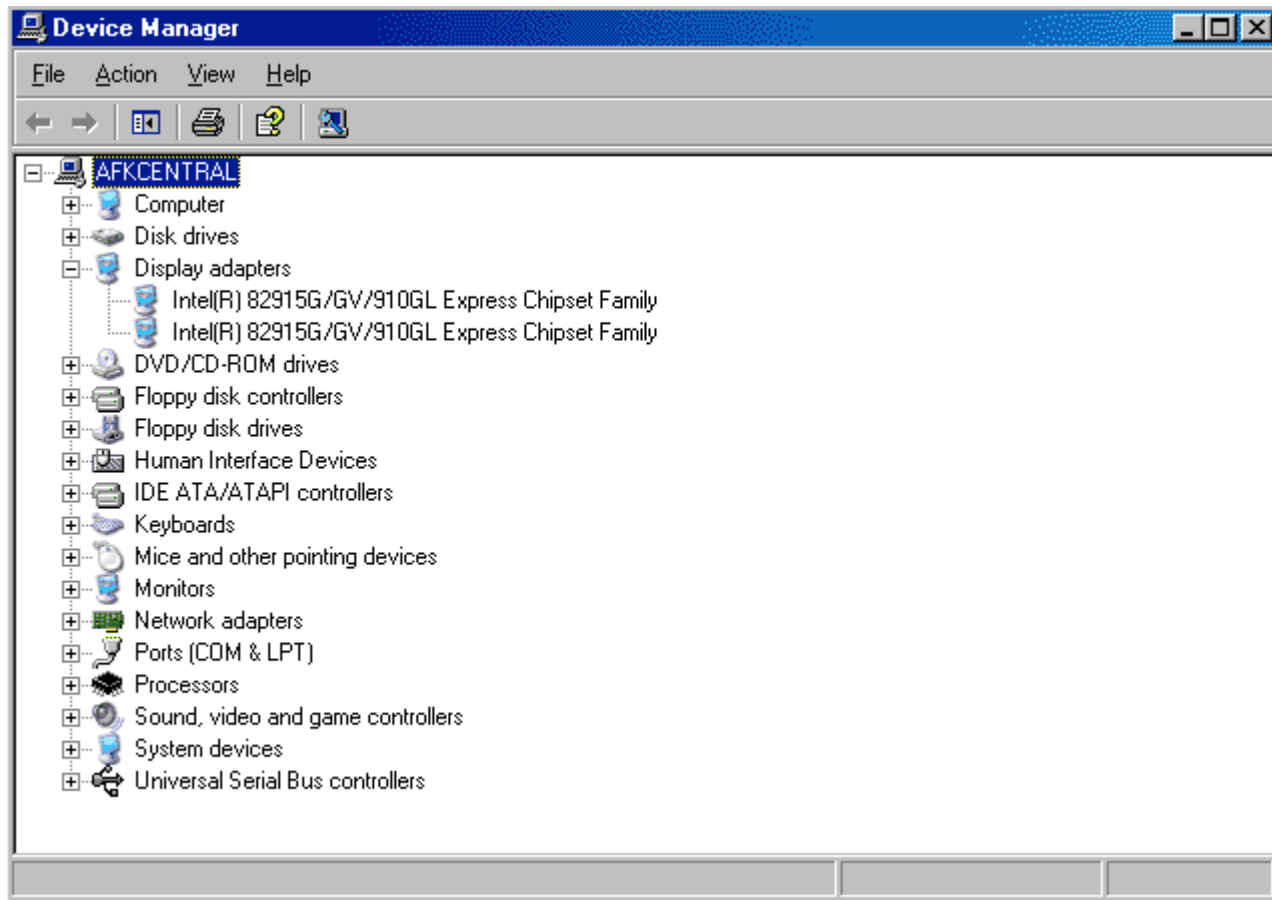 Device Manager
File Action View Help
AFKCENTRAL
Computer
Disk drives
Display adapters
Intel(R) 82915G/GV/910GL Express Chipset Family
Intel(R) 82915G/GV/910GL Express Chipset Family
DVD/CD-ROM drives
Floppy disk controllers
Floppy disk drives
Human Interface Devices
IDE ATA/ATAPI controllers
Keyboards
Mice and other pointing devices
Monitors
Network adapters
Ports (COM & LPT)
Processors
Sound, video and game controllers
System devices
Universal Serial Bus controllers